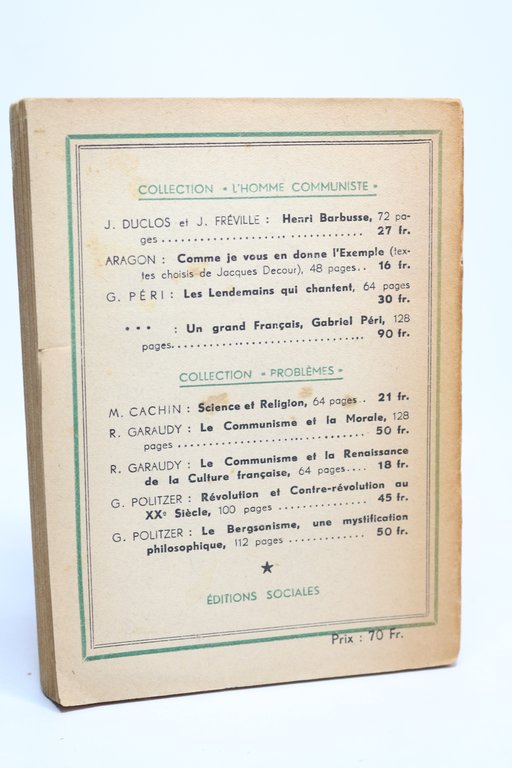 COLLECTION « L'HOMME COMMUNISTE »
J. DUCLOS et J. FRÉVILLE : Henri Barbusse, 72 pa-
ges .................................. 27 fr.
ARAGON : Comme je vous en donne l'Exemple (tex-
tes choisis de Jacques Decour), 48 pages.. 16 fr.
G. PÉRI : Les Lendemains qui chantent, 64 pages
30 fr.
• • • : Un grand Français, Gabriel Péri, 128
pages.................................. 90 fr.
COLLECTION « PROBLÈMES »
M. CACHIN : Science et Religion, 64 pages.. 21 fr.
R. GARAUDY : Le Communisme et la Morale, 128
pages .................................. 50 fr.
R. GARAUDY : Le Communisme et la Renaissance
de la Culture française, 64 pages.... 18 fr.
G. POLITZER : Révolution et Contre-révolution au
XXe Siècle, 100 pages .............. 45 fr.
G. POLITZER : Le Bergsonisme, une mystification
philosophique, 112 pages ............. 50 fr.
★
ÉDITIONS SOCIALES
Prix : 70 Fr.